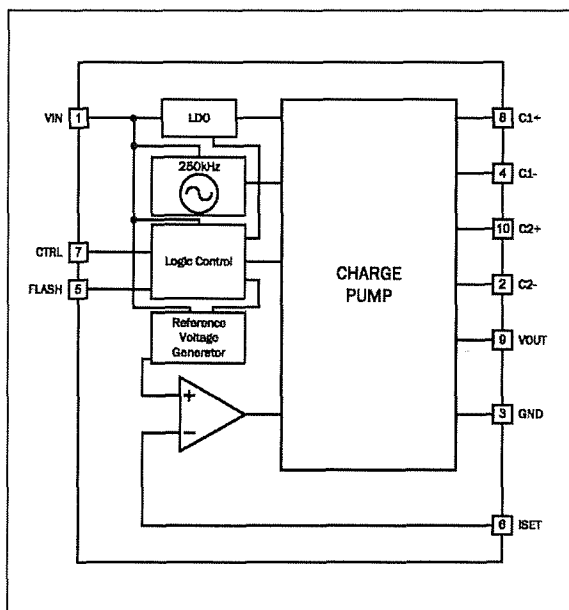 VIN 1 LDO 8 C1+
250kHz 4 C1-
10 C2+
CTRL 7 Logic Control
FLASH 5 CHARGE PUMP 2 C2-
Reference
Voltage
Generator
9 VOUT
+
−
3 GND
6 ISET